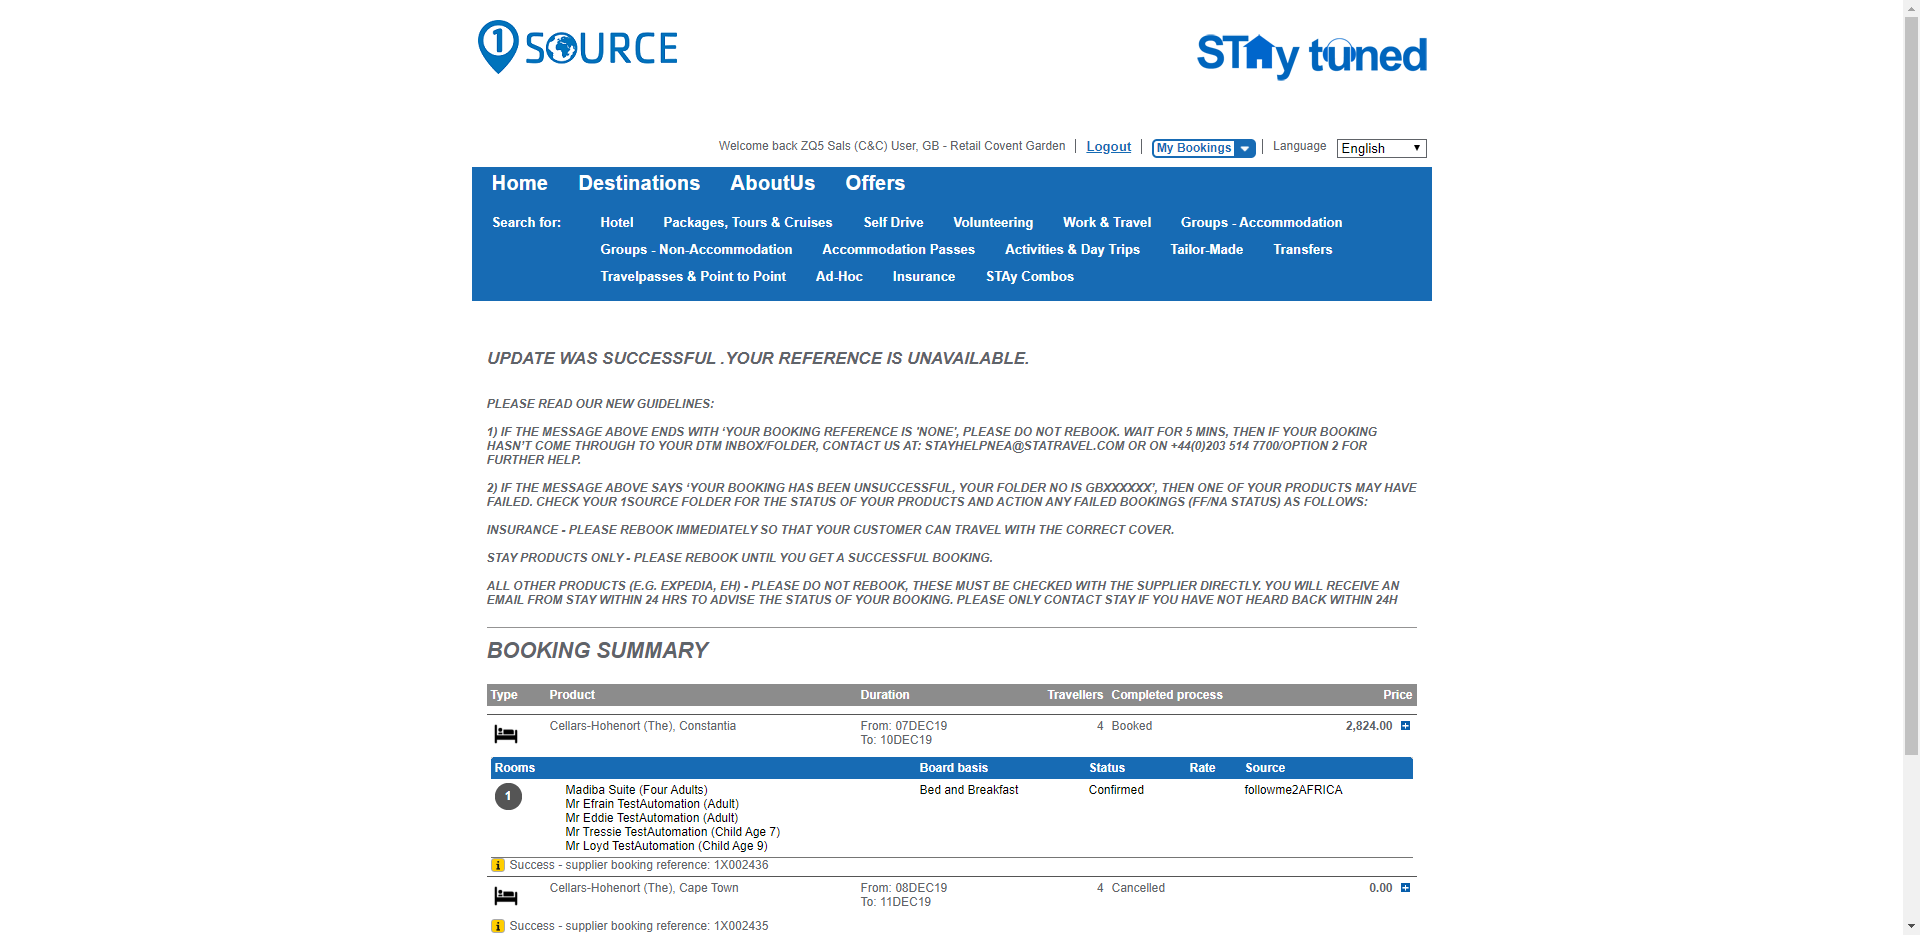 1 SOURCE
STAy tuned
Welcome back ZQ5 Sals (C&C) User, GB - Retail Covent Garden Logout My Bookings Language English
Home Destinations AboutUs Offers
Search for: Hotel Packages, Tours & Cruises Self Drive Volunteering Work & Travel Groups - Accommodation
Groups - Non-Accommodation Accommodation Passes Activities & Day Trips Tailor-Made Transfers
Travelpasses & Point to Point Ad-Hoc Insurance STAy Combos
UPDATE WAS SUCCESSFUL .YOUR REFERENCE IS UNAVAILABLE.
PLEASE READ OUR NEW GUIDELINES:
1) IF THE MESSAGE ABOVE ENDS WITH ‘YOUR BOOKING REFERENCE IS 'NONE', PLEASE DO NOT REBOOK. WAIT FOR 5 MINS, THEN IF YOUR BOOKING
HASN’T COME THROUGH TO YOUR DTM INBOX/FOLDER, CONTACT US AT: STAYHELPNEA@STATRAVEL.COM OR ON +44(0)203 514 7700/OPTION 2 FOR
FURTHER HELP.
2) IF THE MESSAGE ABOVE SAYS ‘YOUR BOOKING HAS BEEN UNSUCCESSFUL, YOUR FOLDER NO IS GBXXXXXX’, THEN ONE OF YOUR PRODUCTS MAY HAVE
FAILED. CHECK YOUR 1SOURCE FOLDER FOR THE STATUS OF YOUR PRODUCTS AND ACTION ANY FAILED BOOKINGS (FF/NA STATUS) AS FOLLOWS:
INSURANCE - PLEASE REBOOK IMMEDIATELY SO THAT YOUR CUSTOMER CAN TRAVEL WITH THE CORRECT COVER.
STAY PRODUCTS ONLY - PLEASE REBOOK UNTIL YOU GET A SUCCESSFUL BOOKING.
ALL OTHER PRODUCTS (E.G. EXPEDIA, EH) - PLEASE DO NOT REBOOK, THESE MUST BE CHECKED WITH THE SUPPLIER DIRECTLY. YOU WILL RECEIVE AN
EMAIL FROM STAY WITHIN 24 HRS TO ADVISE THE STATUS OF YOUR BOOKING. PLEASE ONLY CONTACT STAY IF YOU HAVE NOT HEARD BACK WITHIN 24H
BOOKING SUMMARY
Type Product Duration Travellers Completed process Price
Cellars-Hohenort (The), Constantia From: 07DEC19 4 Booked 2,824.00
To: 10DEC19
Rooms Board basis Status Rate Source
1 Madiba Suite (Four Adults) Bed and Breakfast Confirmed followme2AFRICA
Mr Efrain TestAutomation (Adult)
Mr Eddie TestAutomation (Adult)
Mr Tressie TestAutomation (Child Age 7)
Mr Loyd TestAutomation (Child Age 9)
Success - supplier booking reference: 1X002436
Cellars-Hohenort (The), Cape Town From: 08DEC19 4 Cancelled 0.00
To: 11DEC19
Success - supplier booking reference: 1X002435